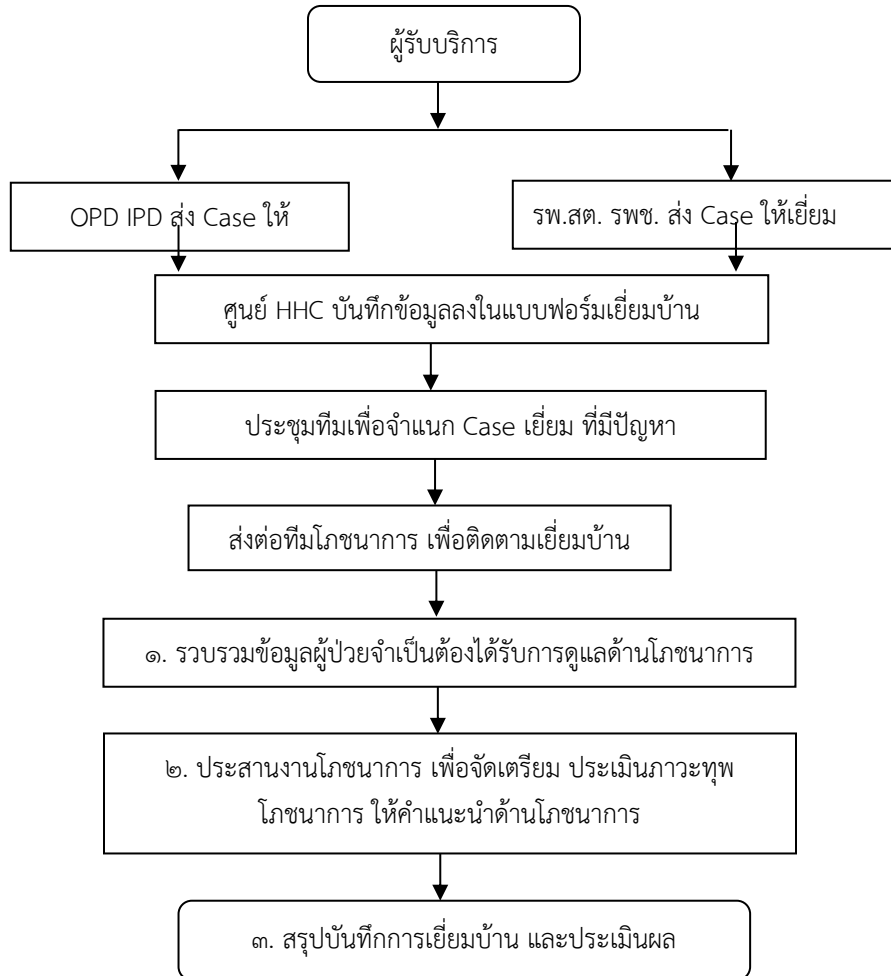 ผู้รับบริการ
OPD IPD ส่ง Case ให้
รพ.สต. รพช. ส่ง Case ให้เยี่ยม
ศูนย์ HHC บันทึกข้อมูลลงในแบบฟอร์มเยี่ยมบ้าน
ประชุมทีมเพื่อจำแนก Case เยี่ยม ที่มีปัญหา
ส่งต่อทีมโภชนาการ เพื่อติดตามเยี่ยมบ้าน
๑. รวบรวมข้อมูลผู้ป่วยจำเป็นต้องได้รับการดูแลด้านโภชนาการ
๒. ประสานงานโภชนาการ เพื่อจัดเตรียม ประเมินภาวะทุพ
โภชนาการ ให้คำแนะนำด้านโภชนาการ
๓. สรุปบันทึกการเยี่ยมบ้าน และประเมินผล